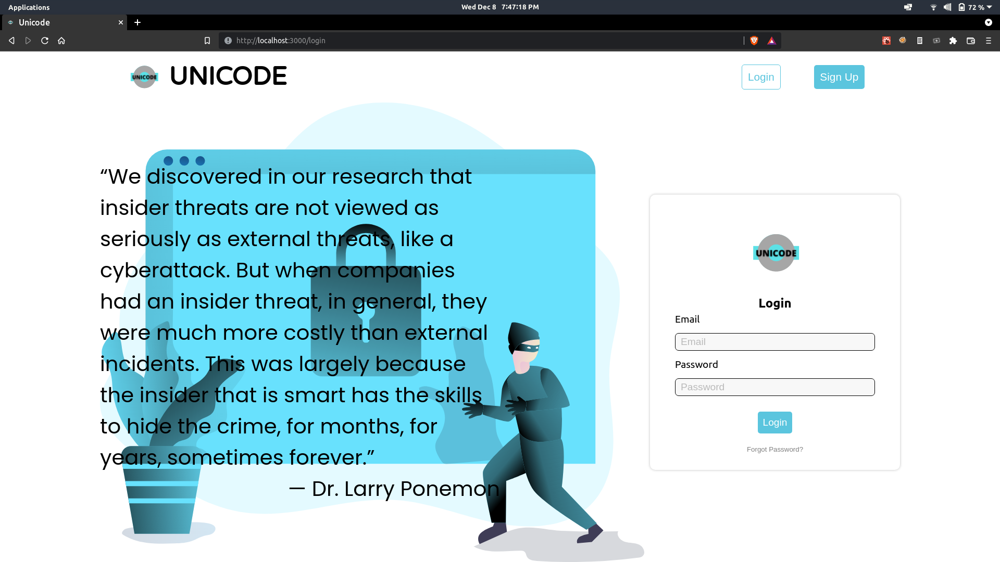 Applications
Wed Dec 8 7:47:18 PM
72 %
Unicode
http://localhost:3000/login
UNICODE
UNICODE
Login
Sign Up
“We discovered in our research that
insider threats are not viewed as
seriously as external threats, like a
cyberattack. But when companies
had an insider threat, in general, they
were much more costly than external
incidents. This was largely because
the insider that is smart has the skills
to hide the crime, for months, for
years, sometimes forever.”
— Dr. Larry Ponemon
UNICODE
Login
Email
Email
Password
Password
Login
Forgot Password?